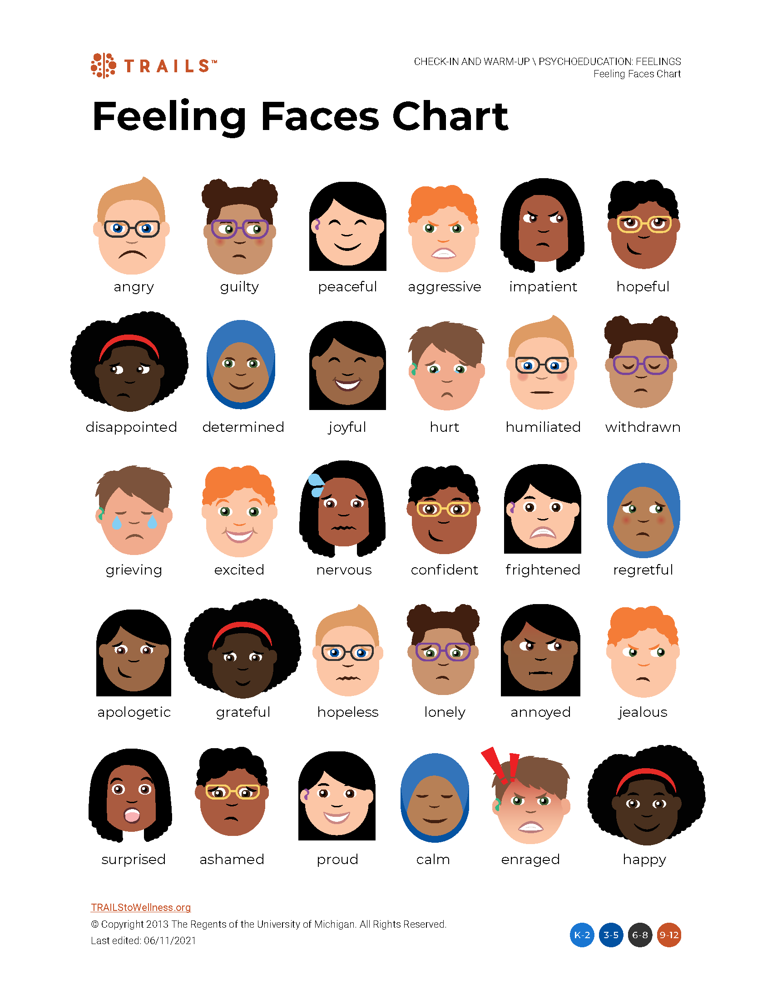 TRAILS™
CHECK-IN AND WARM-UP \ PSYCHOEDUCATION: FEELINGS
Feeling Faces Chart
Feeling Faces Chart
angry guilty peaceful aggressive impatient hopeful
disappointed determined joyful hurt humiliated withdrawn
grieving excited nervous confident frightened regretful
apologetic grateful hopeless lonely annoyed jealous
surprised ashamed proud calm enraged happy
TRAILStoWellness.org
© Copyright 2013 The Regents of the University of Michigan. All Rights Reserved.
Last edited: 06/11/2021
K-2 3-5 6-8 9-12